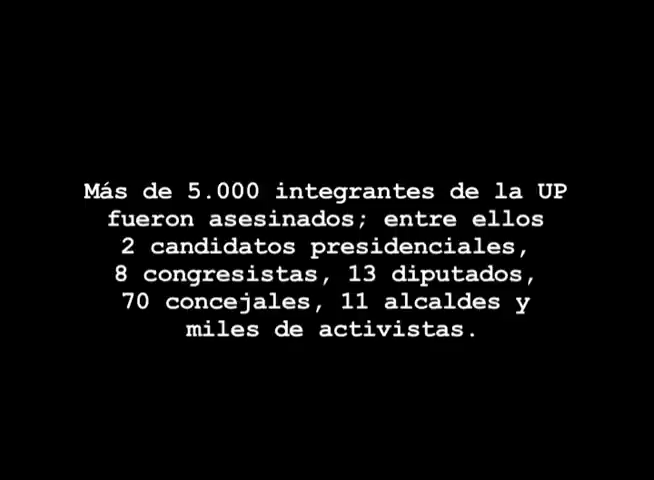 Más de 5.000 integrantes de la UP
fueron asesinados; entre ellos
2 candidatos presidenciales,
8 congresistas, 13 diputados,
70 concejales, 11 alcaldes y
miles de activistas.